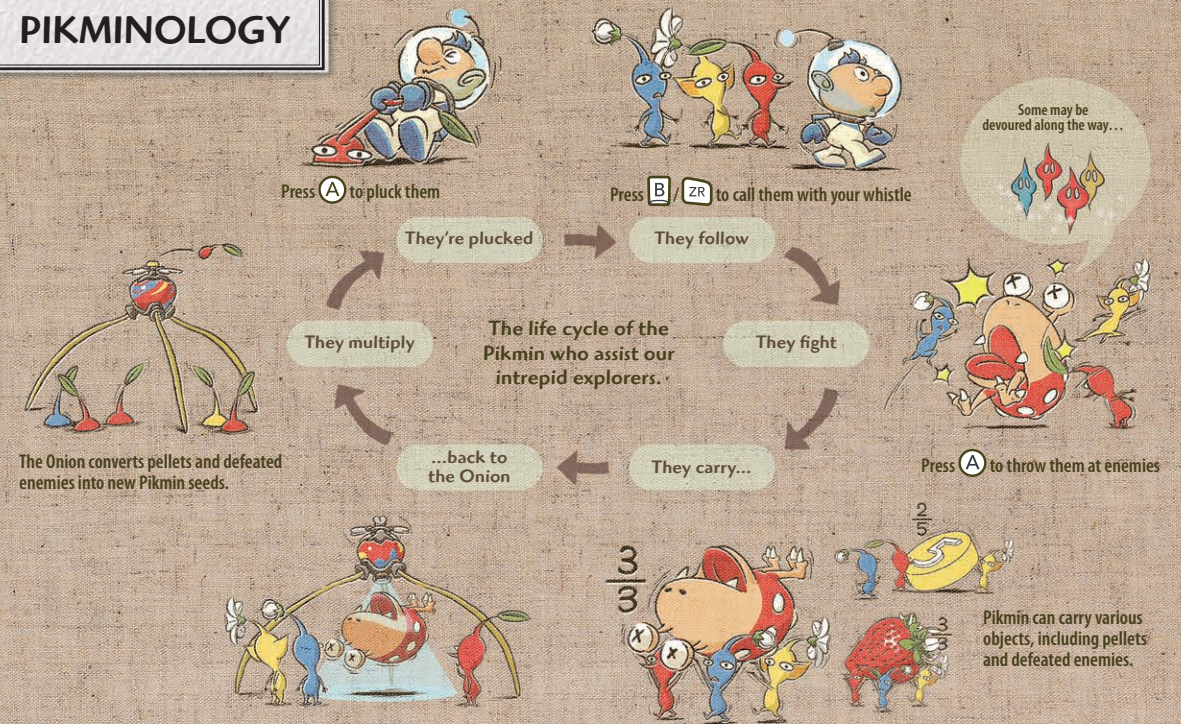 PIKMINOLOGY
Press A to pluck them
Press B / ZR to call them with your whistle
Some may be
devoured along the way...
They're plucked
They follow
They multiply
The life cycle of the
Pikmin who assist our
intrepid explorers.
They fight
The Onion converts pellets and defeated
enemies into new Pikmin seeds.
...back to
the Onion
They carry...
Press A to throw them at enemies
2
5
5
3
3
3
3
Pikmin can carry various
objects, including pellets
and defeated enemies.